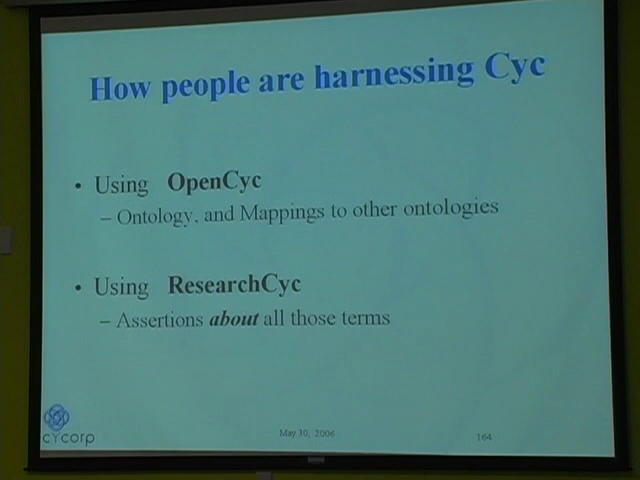 How people are harnessing Cyc
• Using OpenCyc
– Ontology, and Mappings to other ontologies
• Using ResearchCyc
– Assertions about all those terms
cycorp
May 30, 2006
164